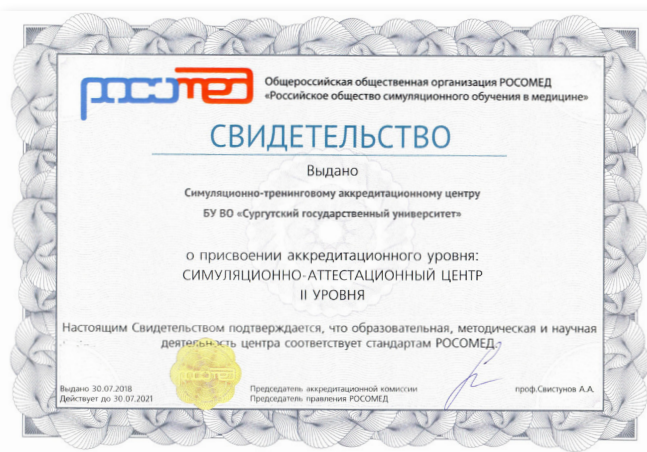 росомед
Общероссийская общественная организация РОСОМЕД
«Российское общество симуляционного обучения в медицине»
СВИДЕТЕЛЬСТВО
Выдано
Симуляционно-тренинговому аккредитационному центру
БУ ВО «Сургутский государственный университет»
о присвоении аккредитационного уровня:
СИМУЛЯЦИОННО-АТТЕСТАЦИОННЫЙ ЦЕНТР
II УРОВНЯ
Настоящим Свидетельством подтверждается, что образовательная, методическая и научная
деятельность центра соответствует стандартам РОСОМЕД.
Выдано 30.07.2018
Действует до 30.07.2021
Председатель аккредитационной комиссии
Председатель правления РОСОМЕД
проф.Свистунов А.А.